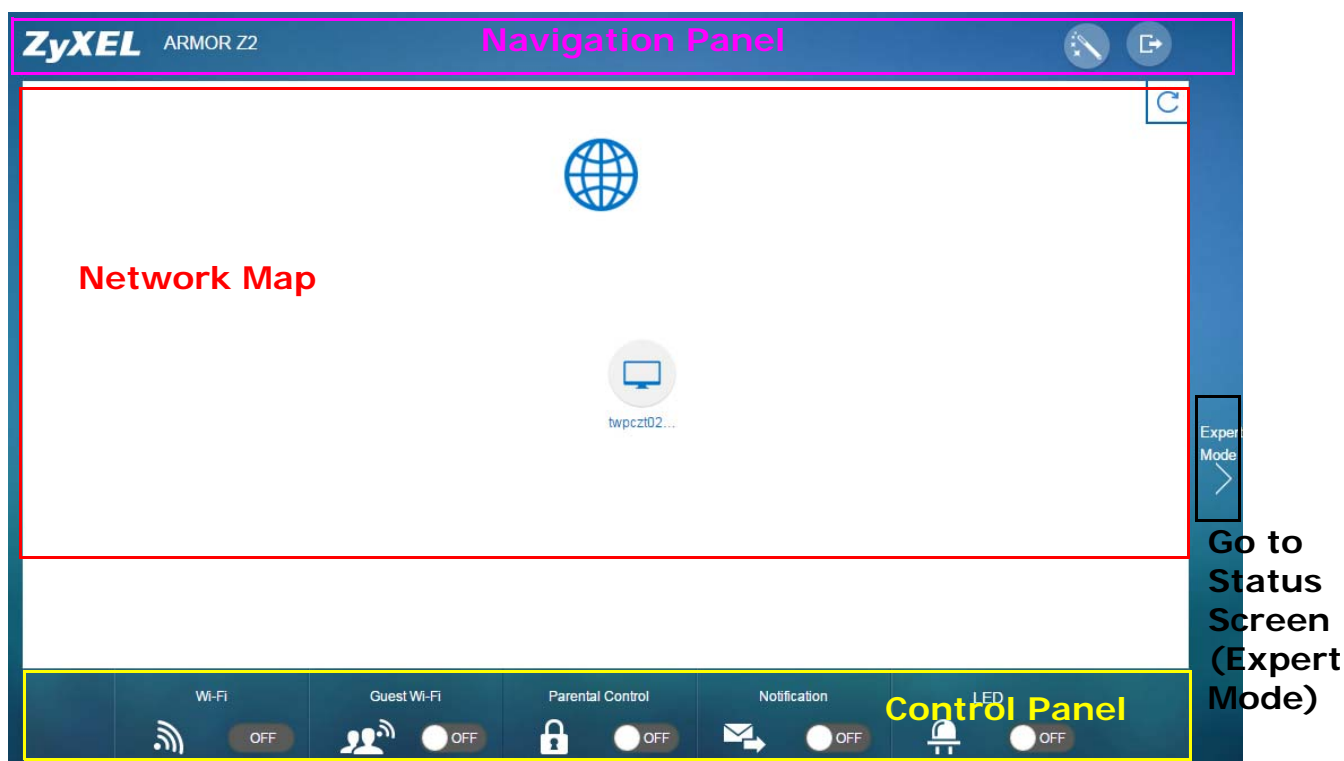 ZyXEL ARMOR Z2
Navigation Panel
Network Map
twpczt02...
Expert
Mode
Go to
Status
Screen
(Expert
Mode)
Wi-Fi
OFF
Guest Wi-Fi
OFF
Parental Control
OFF
Notification
OFF
LED
OFF
Control Panel